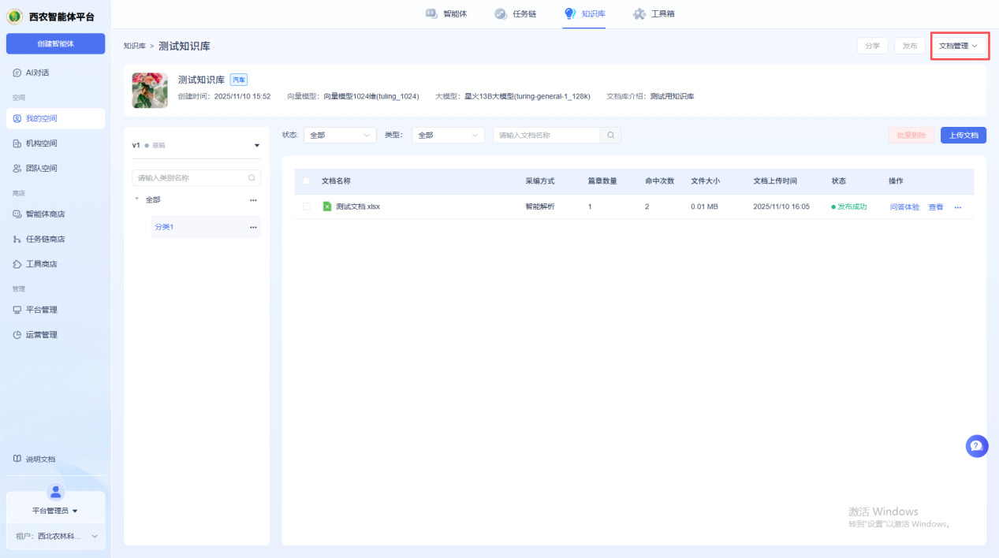 西农智能体平台
智能体
任务链
知识库
工具箱
创建智能体
AI对话
空间
我的空间
机构空间
团队空间
商店
智能体商店
任务链商店
工具商店
管理
平台管理
运营管理
说明文档
平台管理员
租户：西北农林科...
知识库 > 测试知识库
分享
发布
文档管理
测试知识库 汽车
创建时间：2025/11/10 15:52 向量模型：向量模型1024维(tuling_1024) 大模型：星火13B大模型(turing-general-1_128k) 文档库介绍：测试用知识库
v1 草稿
请输入类别名称
全部 ...
分类1 ...
状态: 全部 类型: 全部 请输入文档名称 批量删除 上传文档
文档名称 采编方式 篇章数量 命中次数 文件大小 文档上传时间 状态 操作
测试文档.xlsx 智能解析 1 2 0.01 MB 2025/11/10 16:05 发布成功 问答体验 查看 ...
激活 Windows
转到"设置"以激活 Windows。